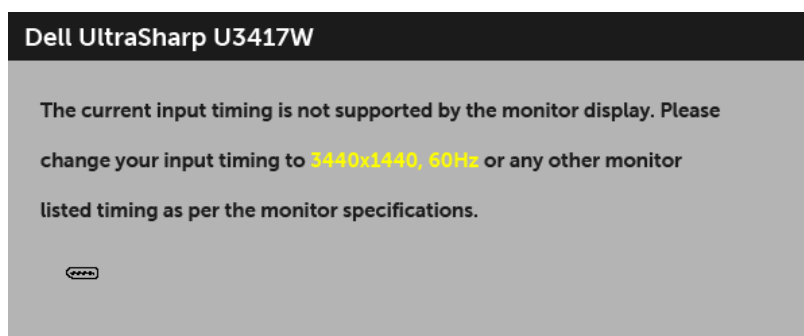 Dell UltraSharp U3417W
The current input timing is not supported by the monitor display. Please
change your input timing to 3440x1440, 60Hz or any other monitor
listed timing as per the monitor specifications.